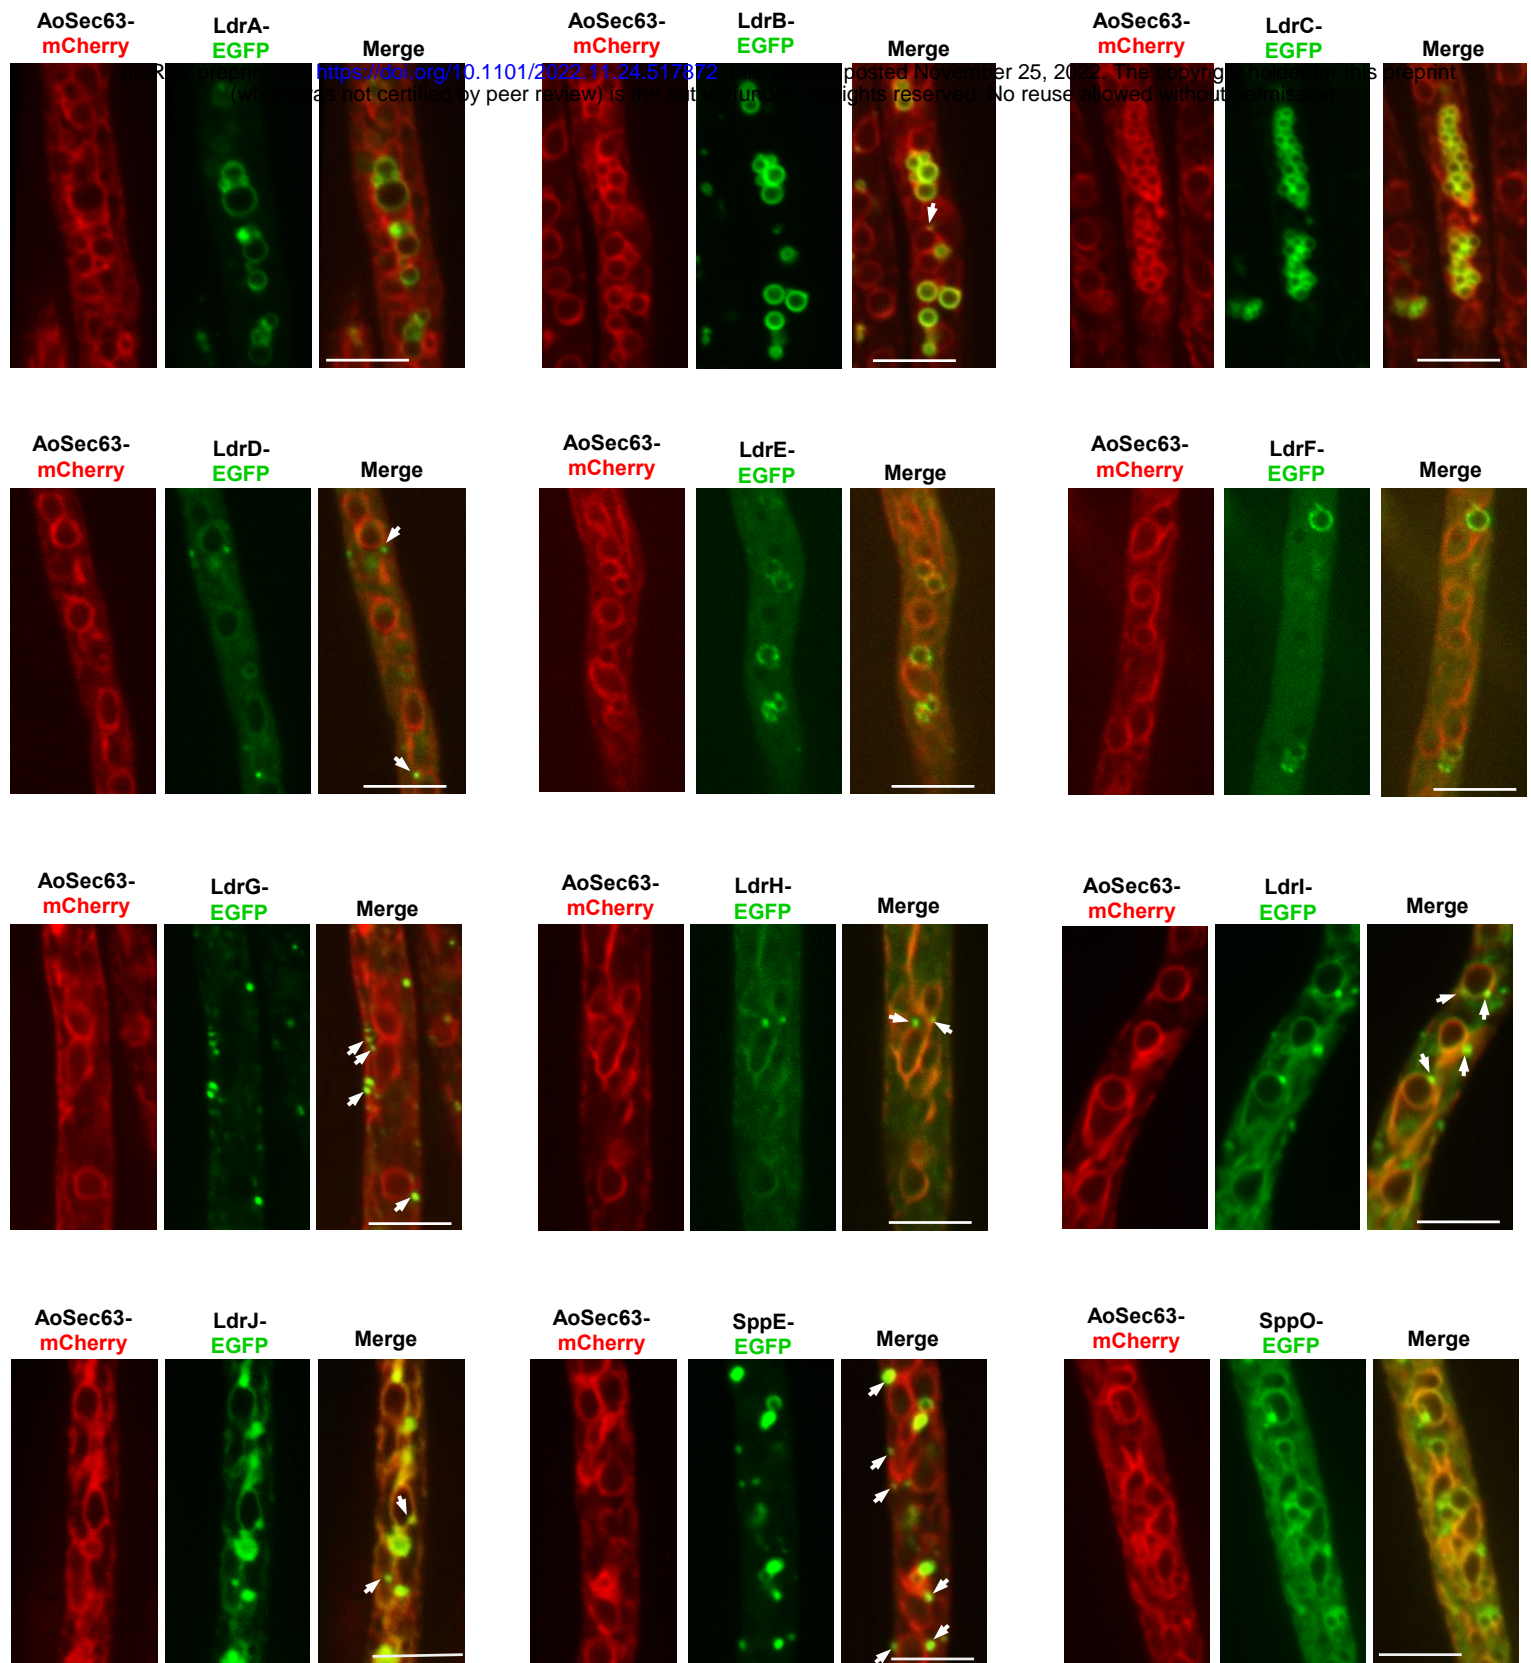 AoSec63-
mCherry
LdrA-
EGFP
Merge
AoSec63-
mCherry
LdrB-
EGFP
Merge
AoSec63-
mCherry
LdrC-
EGFP
Merge
preprint https://doi.org/10.1101/2022.11.24.517872 posted November 25, 2022. The copyright holder for this preprint
(which was not certified by peer review) is the author/funder. rights reserved. No reuse allowed without permission.
AoSec63-
mCherry
LdrD-
EGFP
Merge
AoSec63-
mCherry
LdrE-
EGFP
Merge
AoSec63-
mCherry
LdrF-
EGFP
Merge
AoSec63-
mCherry
LdrG-
EGFP
Merge
AoSec63-
mCherry
LdrH-
EGFP
Merge
AoSec63-
mCherry
LdrI-
EGFP
Merge
AoSec63-
mCherry
LdrJ-
EGFP
Merge
AoSec63-
mCherry
SppE-
EGFP
Merge
AoSec63-
mCherry
SppO-
EGFP
Merge